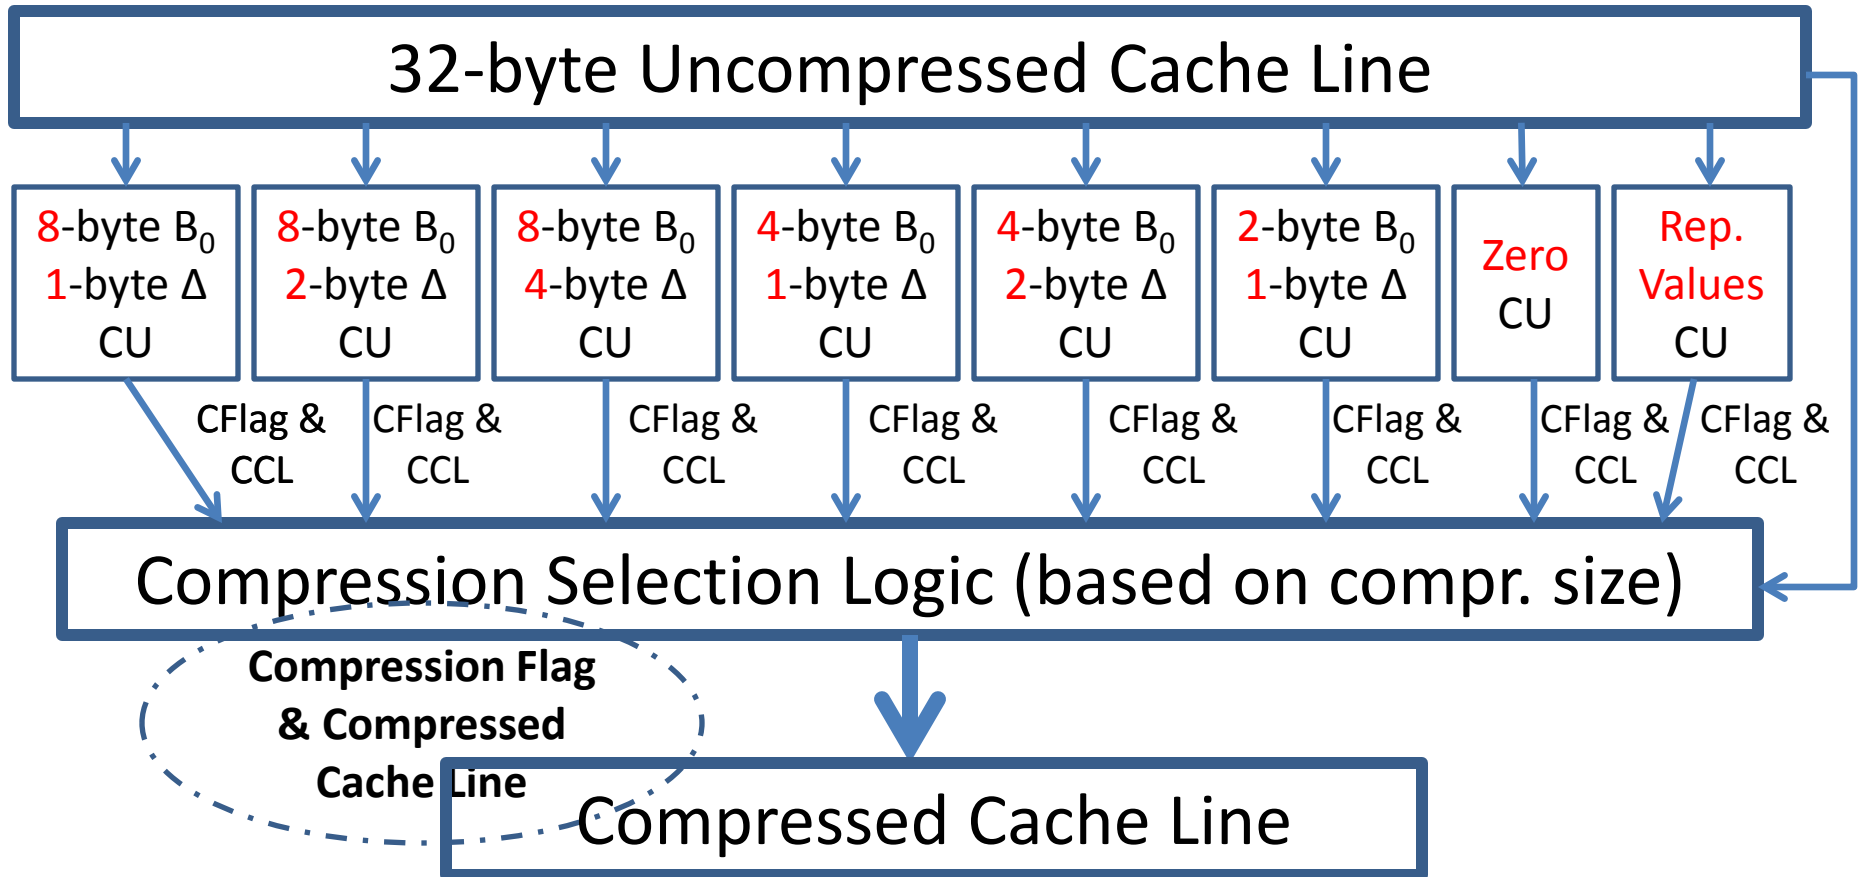 32-byte Uncompressed Cache Line
8-byte B₀
1-byte Δ
CU
8-byte B₀
2-byte Δ
CU
8-byte B₀
4-byte Δ
CU
4-byte B₀
1-byte Δ
CU
4-byte B₀
2-byte Δ
CU
2-byte B₀
1-byte Δ
CU
Zero
CU
Rep.
Values
CU
CFlag &
CCL
CFlag &
CCL
CFlag &
CCL
CFlag &
CCL
CFlag &
CCL
CFlag &
CCL
CFlag &
CCL
CFlag &
CCL
Compression Selection Logic (based on compr. size)
Compression Flag
& Compressed
Cache Line
Compressed Cache Line